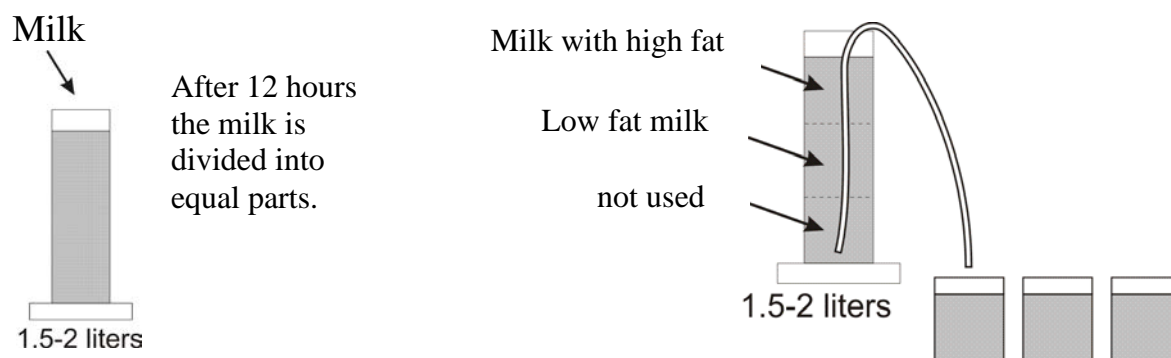 Milk
After 12 hours
the milk is
divided into
equal parts.
1.5-2 liters
Milk with high fat
Low fat milk
not used
1.5-2 liters